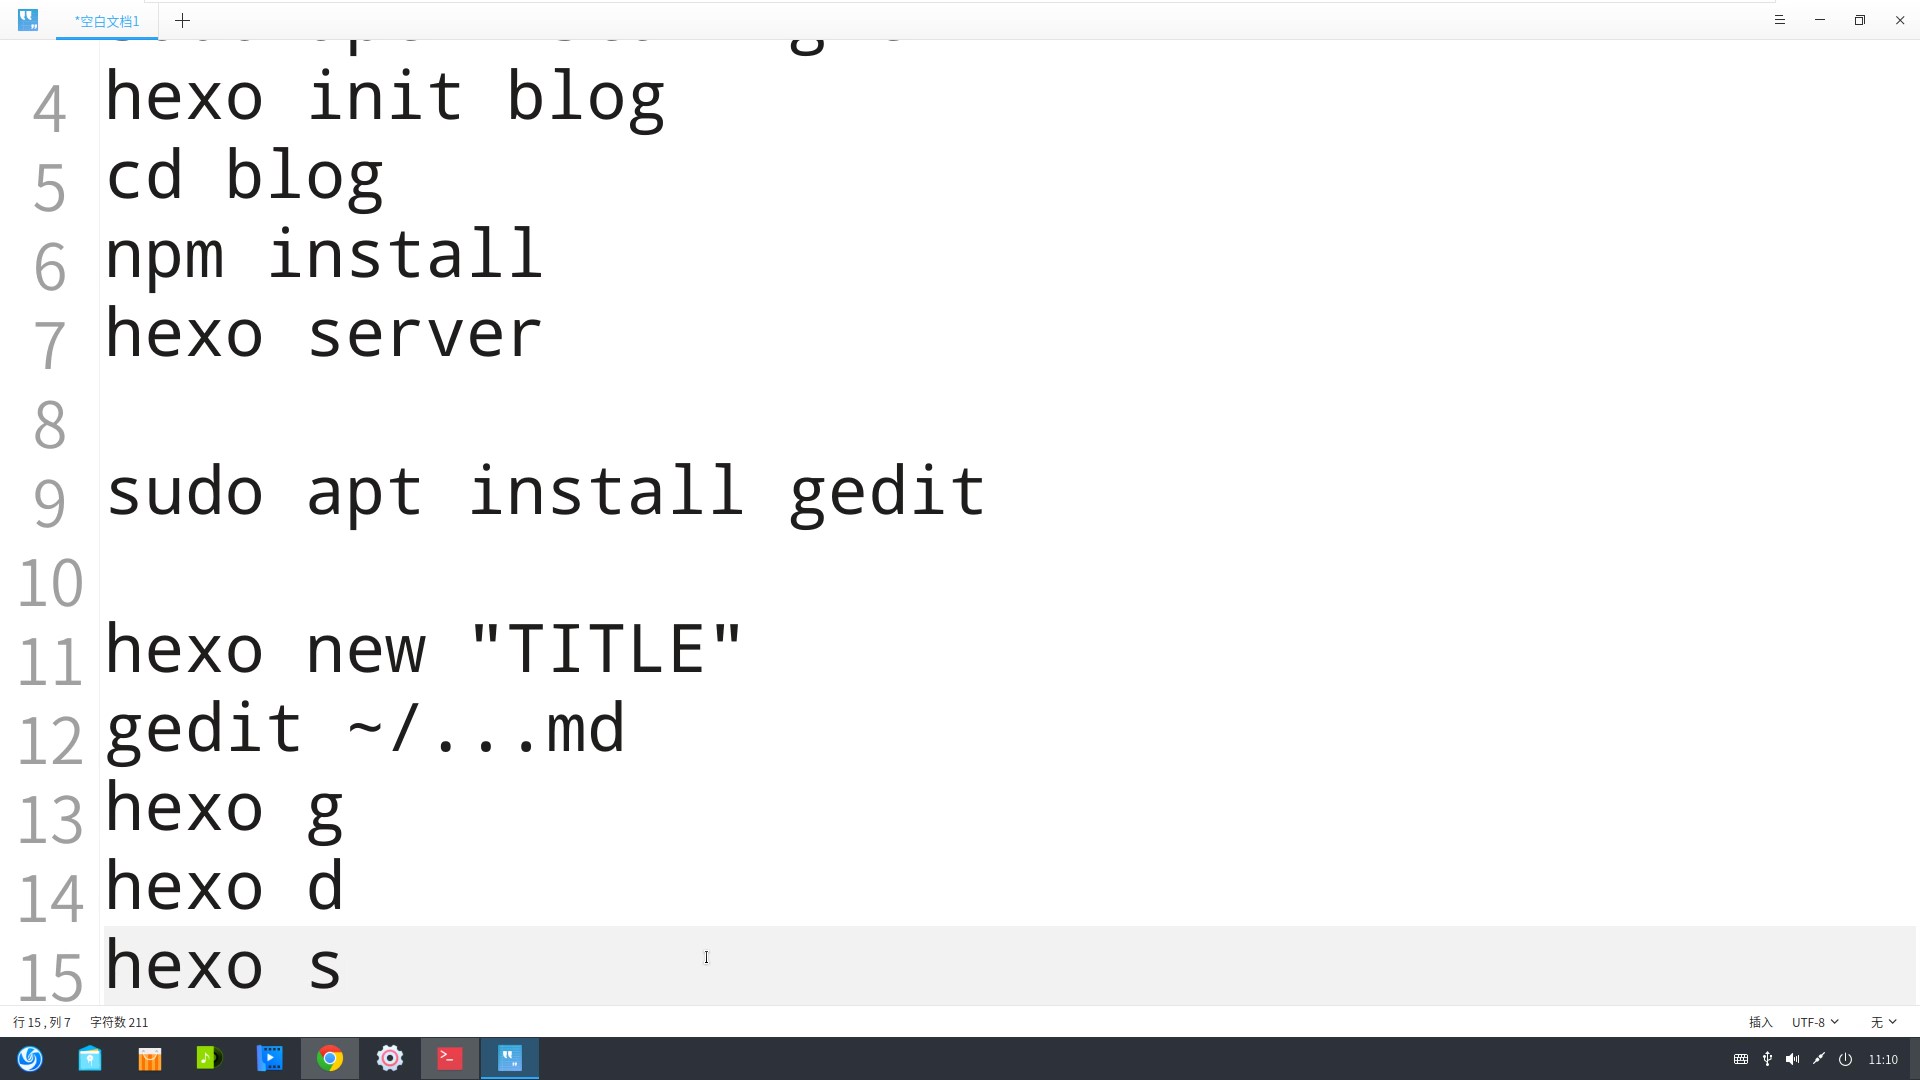 *空白文档1
4 hexo init blog
5 cd blog
6 npm install
7 hexo server
8
9 sudo apt install gedit
10
11 hexo new "TITLE"
12 gedit ~/...md
13 hexo g
14 hexo d
15 hexo s
行 15 , 列 7 字符数 211 插入 UTF-8 无
11:10